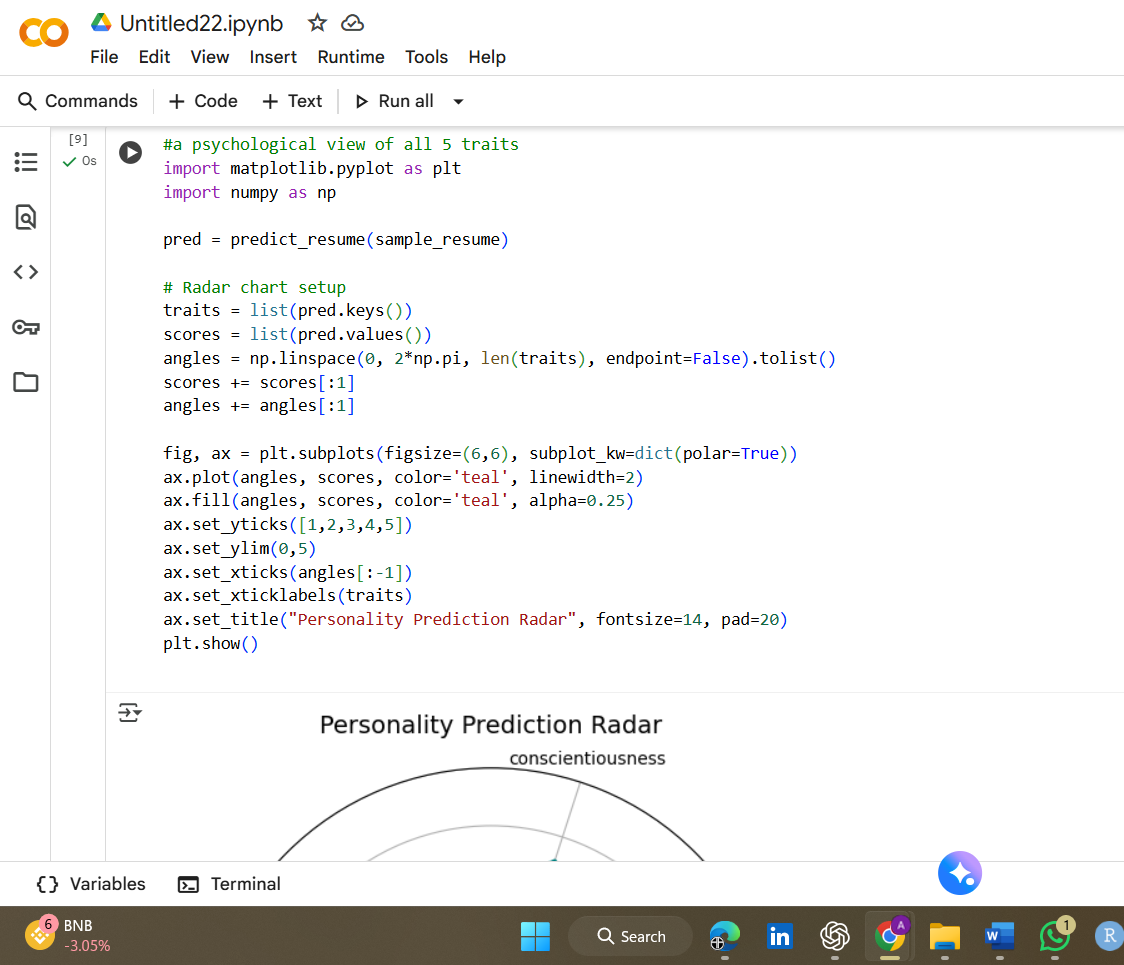 Untitled22.ipynb
File Edit View Insert Runtime Tools Help
Commands + Code + Text Run all
[9]
0s
#a psychological view of all 5 traits
import matplotlib.pyplot as plt
import numpy as np
pred = predict_resume(sample_resume)
# Radar chart setup
traits = list(pred.keys())
scores = list(pred.values())
angles = np.linspace(0, 2*np.pi, len(traits), endpoint=False).tolist()
scores += scores[:1]
angles += angles[:1]
fig, ax = plt.subplots(figsize=(6,6), subplot_kw=dict(polar=True))
ax.plot(angles, scores, color='teal', linewidth=2)
ax.fill(angles, scores, color='teal', alpha=0.25)
ax.set_yticks([1,2,3,4,5])
ax.set_ylim(0,5)
ax.set_xticks(angles[:-1])
ax.set_xticklabels(traits)
ax.set_title("Personality Prediction Radar", fontsize=14, pad=20)
plt.show()
Personality Prediction Radar
conscientiousness
{} Variables Terminal
6 BNB
-3.05%
Search
in
A
W
1
R